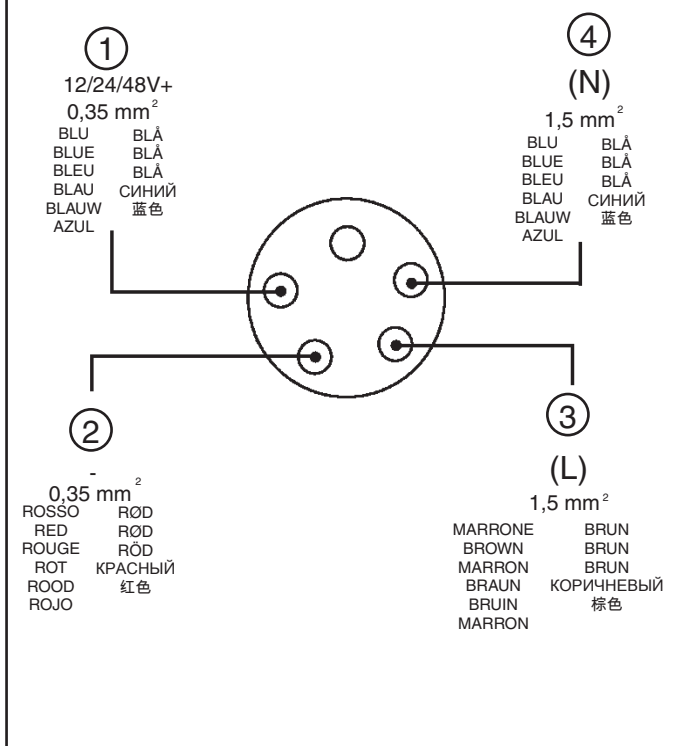 1
12/24/48V+
0,35 mm²
BLU BLÅ
BLUE BLÅ
BLEU BLÅ
BLAU СИНИЙ
BLAUW 蓝色
AZUL
4
(N)
1,5 mm²
BLU BLÅ
BLUE BLÅ
BLEU BLÅ
BLAU СИНИЙ
BLAUW 蓝色
AZUL
2
-
0,35 mm²
ROSSO RØD
RED RØD
ROUGE RÖD
ROT КРАСНЫЙ
ROOD 红色
ROJO
3
(L)
1,5 mm²
MARRONE BRUN
BROWN BRUN
MARRON BRUN
BRAUN КОРИЧНЕВЫЙ
BRUIN 棕色
MARRON